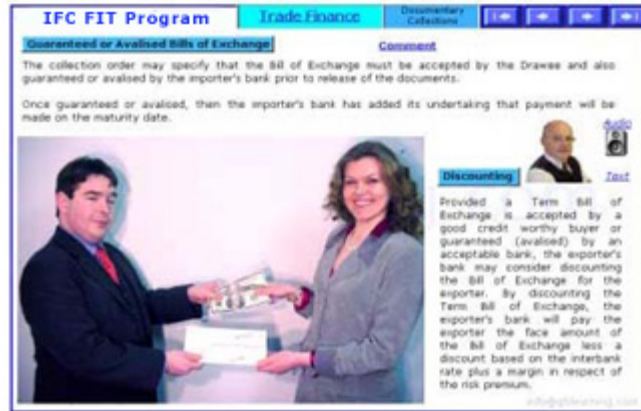 IFC FIT Program
Trade Finance
Documentary
Collections
Guaranteed or Avalised Bills of Exchange
Comment
The collection order may specify that the Bill of Exchange must be accepted by the Drawee and also
guaranteed or avalised by the importer's bank prior to release of the documents.
Once guaranteed or avalised, then the importer's bank has added its undertaking that payment will be
made on the maturity date.
Audio
Discounting
Text
Provided a Term Bill of
Exchange is accepted by a
good credit worthy buyer or
guaranteed (avalised) by an
acceptable bank, the exporter's
bank may consider discounting
the Bill of Exchange for the
exporter. By discounting the
Term Bill of Exchange, the
exporter's bank will pay the
exporter the face amount of
the Bill of Exchange less a
discount based on the interbank
rate plus a margin in respect of
the risk premium.